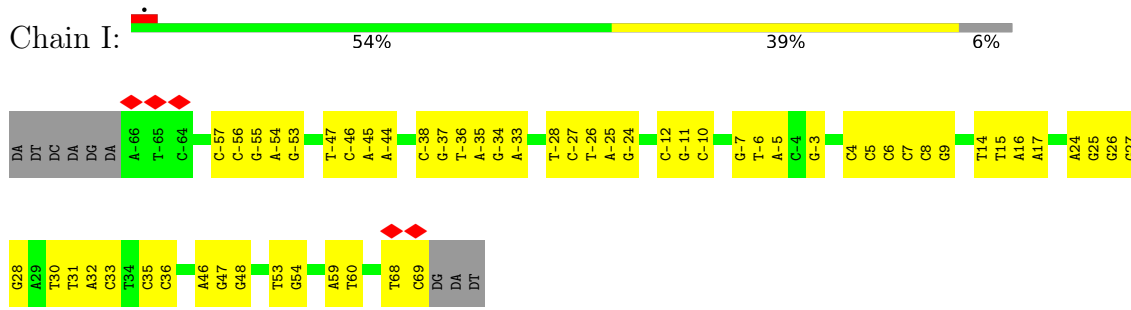 Chain I:
54% 39% 6%
DA DT DC DA DG DA A-66 T-65 C-64 C-57 C-56 G-55 A-54 G-53 T-47 C-46 A-45 A-44 C-38 G-37 T-36 A-35 G-34 A-33 T-28 C-27 T-26 A-25 G-24 C-12 G-11 C-10 G-7 T-6 A-5 C-4 G-3 C4 C5 C6 C7 C8 G9 T14 T15 A16 A17 A24 G25 G26
G28 A29 T30 T31 A32 C33 T34 C35 C36 A46 G47 G48 T53 G54 A59 T60 T68 C69 DG DA DT